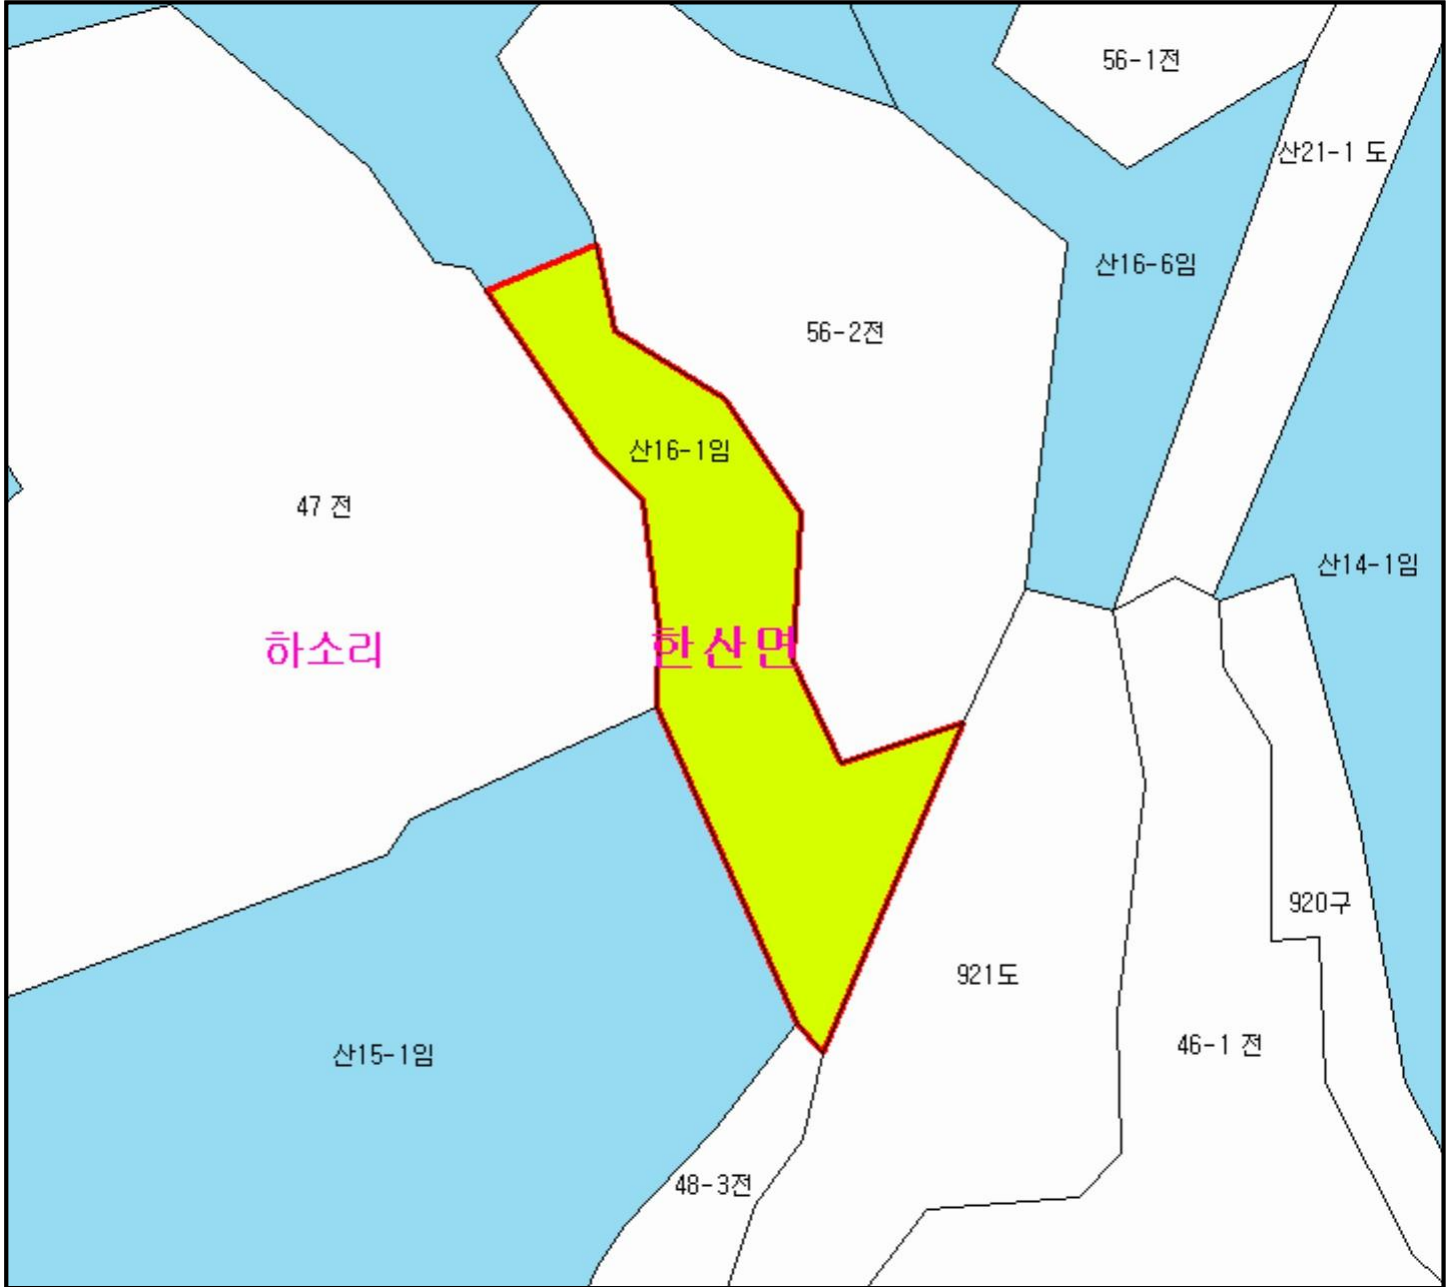 56-1전
산21-1 도
산16-6임
56-2전
산16-1임
47 전
산14-1임
하소리
한산면
920구
921도
46-1 전
산15-1임
48-3전